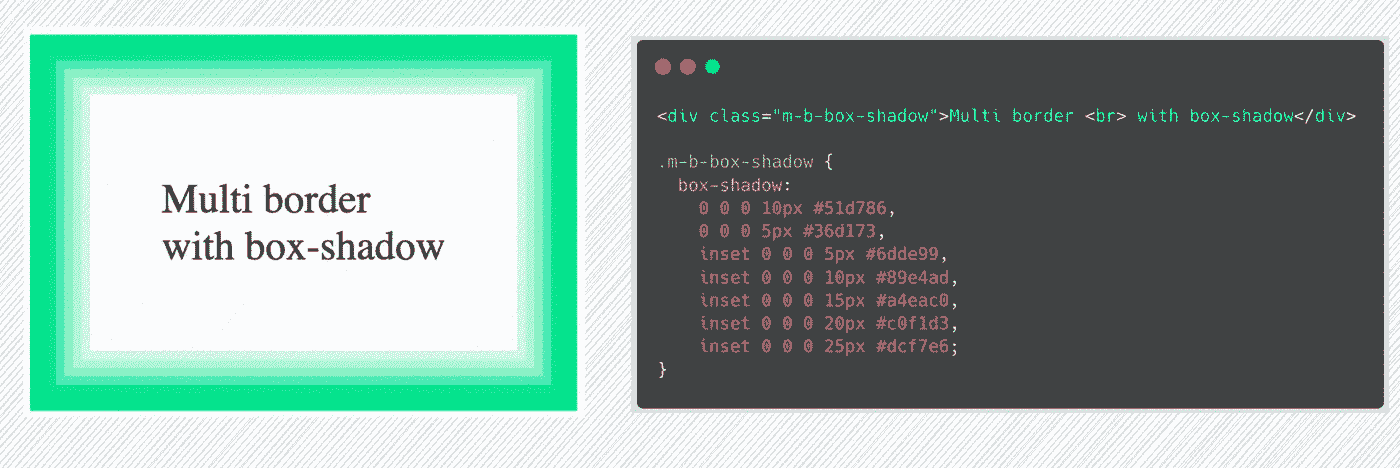 Multi border
with box-shadow
<div class="m-b-box-shadow">Multi border <br> with box-shadow</div>
.m-b-box-shadow {
box-shadow:
0 0 0 10px #51d786,
0 0 0 5px #36d173,
inset 0 0 0 5px #6dde99,
inset 0 0 0 10px #89e4ad,
inset 0 0 0 15px #a4eac0,
inset 0 0 0 20px #c0f1d3,
inset 0 0 0 25px #dcf7e6;
}